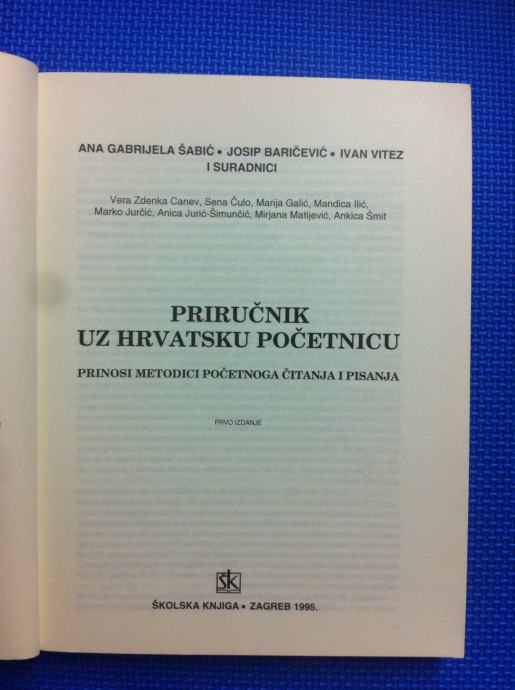 ANA GABRIJELA ŠABIĆ • JOSIP BARIČEVIĆ • IVAN VITEZ
I SURADNICI
Vera Zdenka Canev, Sena Čulo, Marija Galić, Mandica Ilić,
Marko Jurčić, Anica Jurić-Šimunčić, Mirjana Matijević, Ankica Šmit
PRIRUČNIK
UZ HRVATSKU POČETNICU
PRINOSI METODICI POČETNOGA ČITANJA I PISANJA
PRVO IZDANJE
ŠK
ŠKOLSKA KNJIGA • ZAGREB 1995.